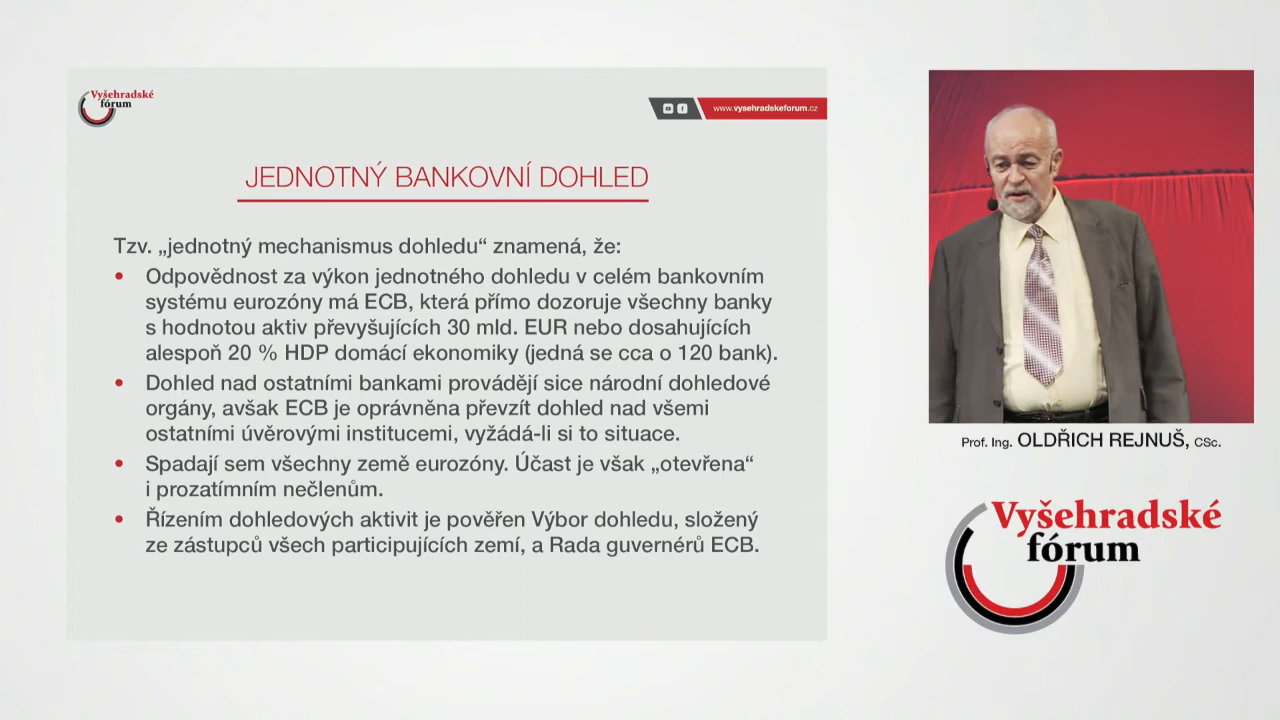 Vyšehradské
fórum
www.vysehradskeforum.cz
JEDNOTNÝ BANKOVNÍ DOHLED
Tzv. „jednotný mechanismus dohledu“ znamená, že:
• Odpovědnost za výkon jednotného dohledu v celém bankovním
systému eurozóny má ECB, která přímo dozoruje všechny banky
s hodnotou aktiv převyšujících 30 mld. EUR nebo dosahujících
alespoň 20 % HDP domácí ekonomiky (jedná se cca o 120 bank).
• Dohled nad ostatními bankami provádějí sice národní dohledové
orgány, avšak ECB je oprávněna převzít dohled nad všemi
ostatními úvěrovými institucemi, vyžádá-li si to situace.
• Spadají sem všechny země eurozóny. Účast je však „otevřena“
i prozatímním nečlenům.
• Řízením dohledových aktivit je pověřen Výbor dohledu, složený
ze zástupců všech participujících zemí, a Rada guvernérů ECB.
Prof. Ing. OLDŘICH REJNUŠ, CSc.
Vyšehradské
fórum